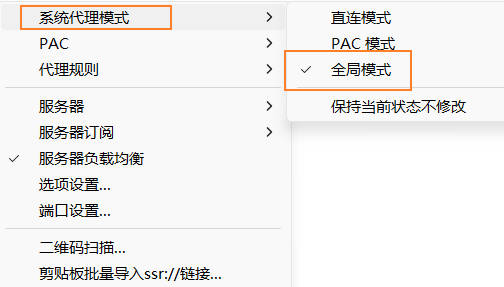 系统代理模式
PAC
代理规则
服务器
服务器订阅
服务器负载均衡
选项设置...
端口设置...
二维码扫描...
剪贴板批量导入ssr://链接...
直连模式
PAC 模式
全局模式
保持当前状态不修改